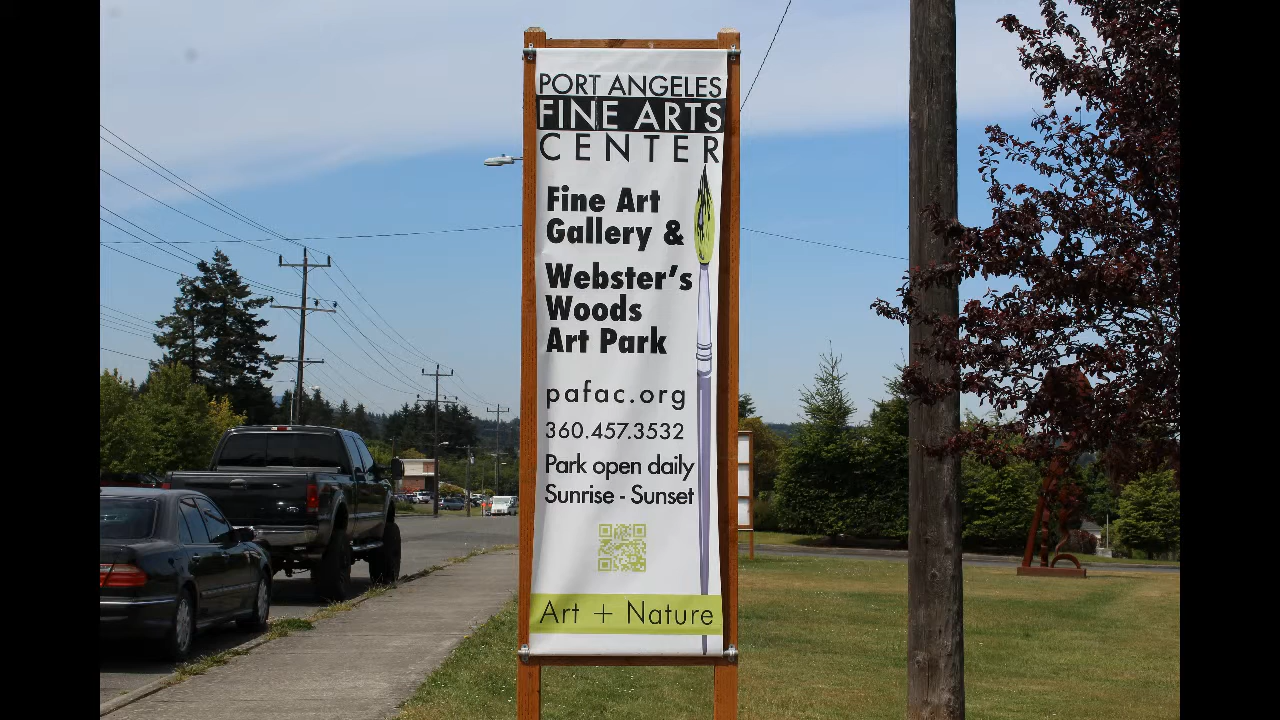 PORT ANGELES
FINE ARTS
CENTER
Fine Art
Gallery &
Webster's
Woods
Art Park
pafac.org
360.457.3532
Park open daily
Sunrise - Sunset
Art + Nature